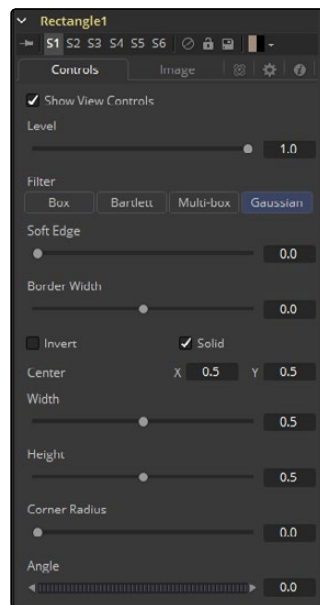 Rectangle1
S1 S2 S3 S4 S5 S6
Controls Image
Show View Controls
Level
1.0
Filter
Box Bartlett Multi-box Gaussian
Soft Edge
0.0
Border Width
0.0
Invert Solid
Center X 0.5 Y 0.5
Width
0.5
Height
0.5
Corner Radius
0.0
Angle
0.0